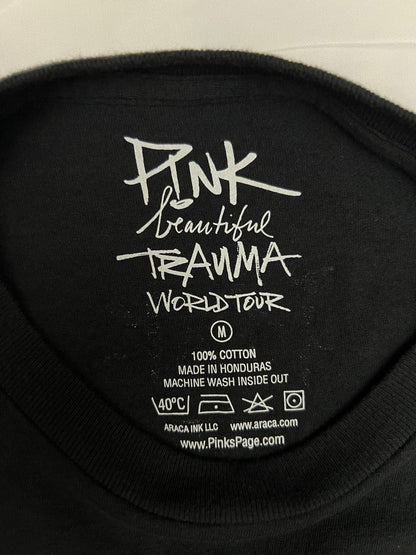 P!NK
beautiful
TRAUMA
WORLD TOUR
M
100% COTTON
MADE IN HONDURAS
MACHINE WASH INSIDE OUT
40°C
ARACA INK LLC www.araca.com
www.PinksPage.com